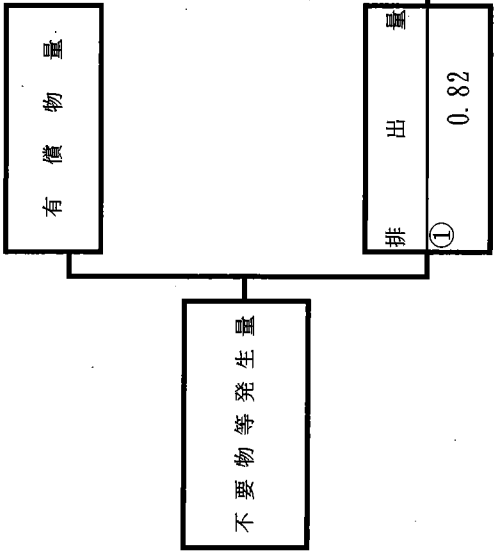 有償物量
不要物等発生量
排出量
①
0.82